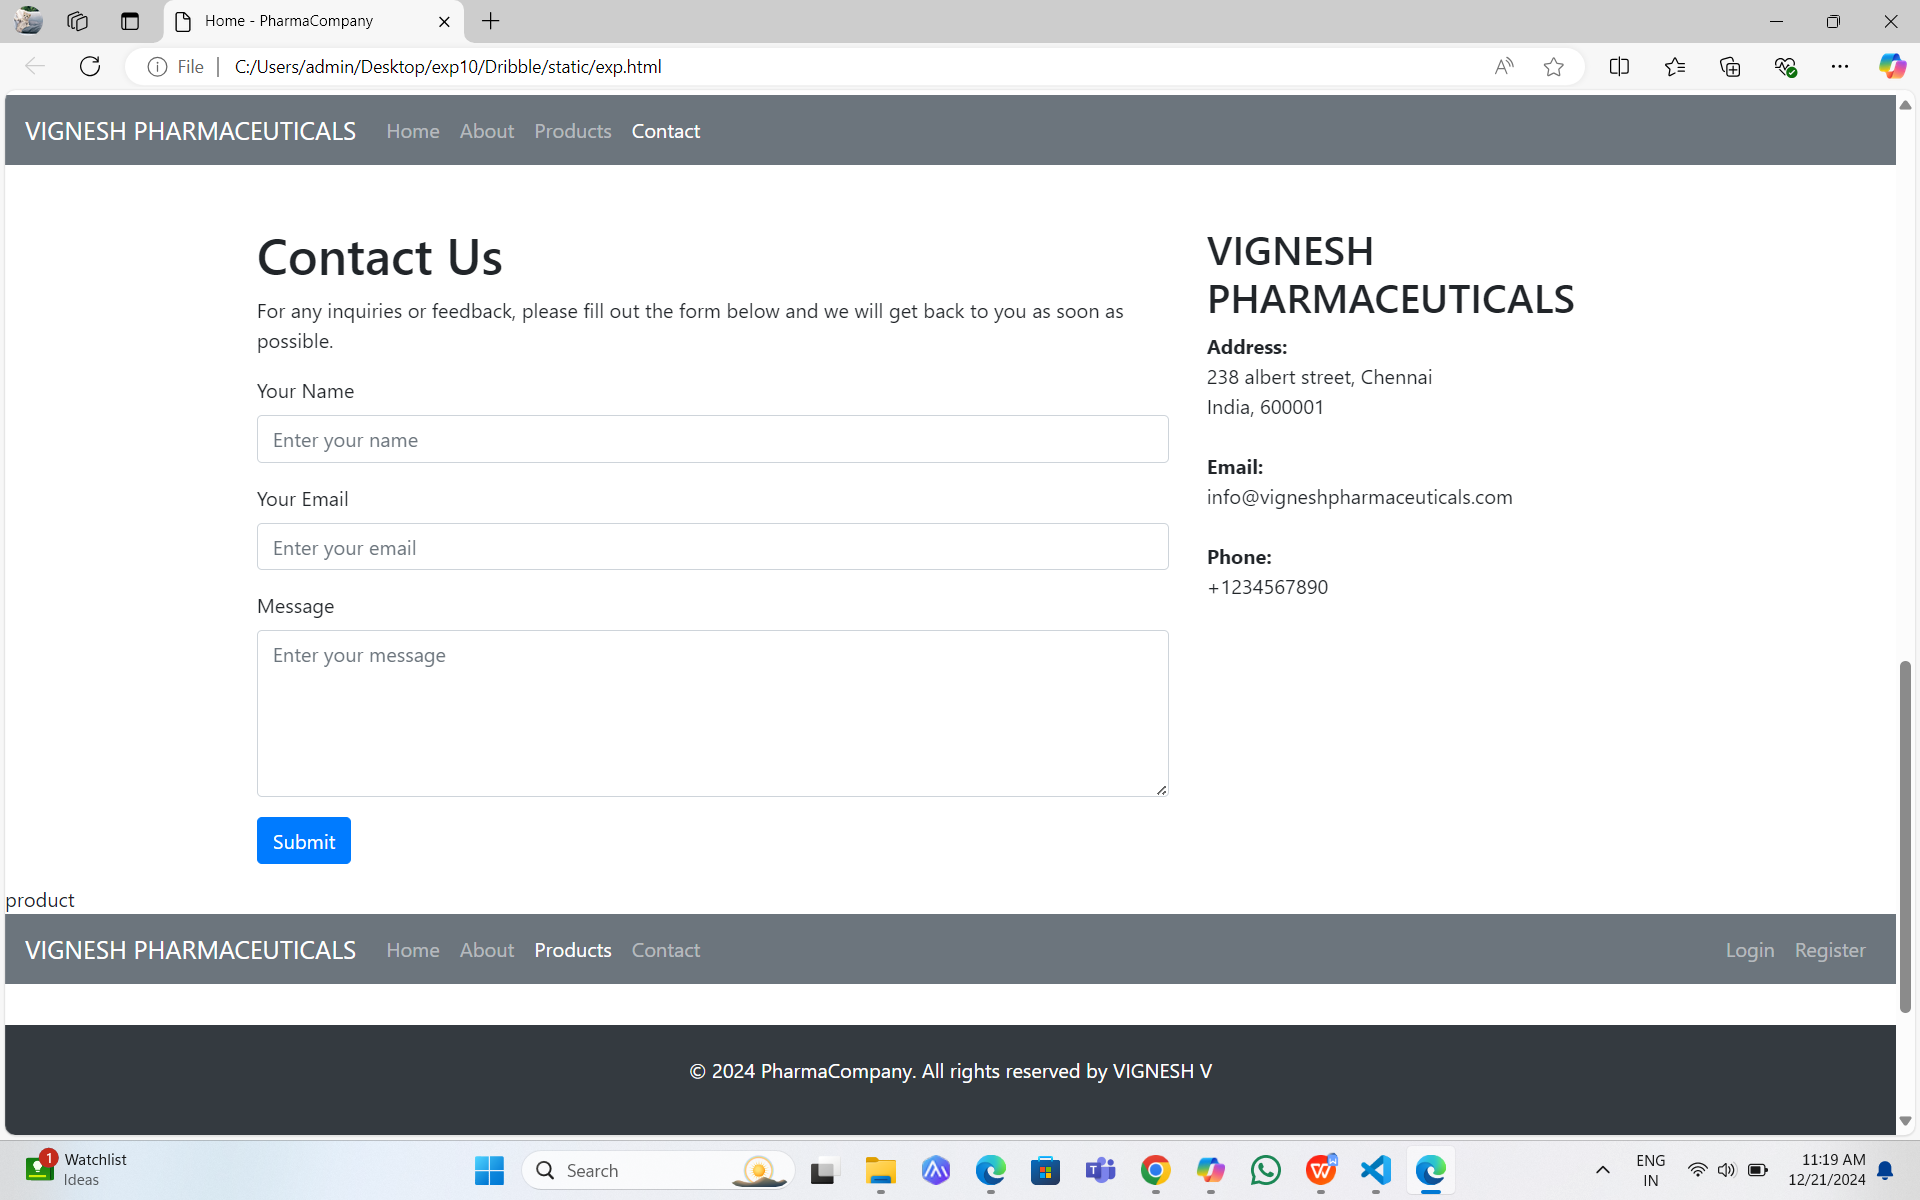 Home - PharmaCompany
File
C:/Users/admin/Desktop/exp10/Dribble/static/exp.html
VIGNESH PHARMACEUTICALS Home About Products Contact
Contact Us
For any inquiries or feedback, please fill out the form below and we will get back to you as soon as
possible.
Your Name
Enter your name
Your Email
Enter your email
Message
Enter your message
Submit
VIGNESH
PHARMACEUTICALS
Address:
238 albert street, Chennai
India, 600001
Email:
info@vigneshpharmaceuticals.com
Phone:
+1234567890
product
VIGNESH PHARMACEUTICALS Home About Products Contact Login Register
© 2024 PharmaCompany. All rights reserved by VIGNESH V
1
Watchlist
Ideas
Search
ENG
IN
11:19 AM
12/21/2024